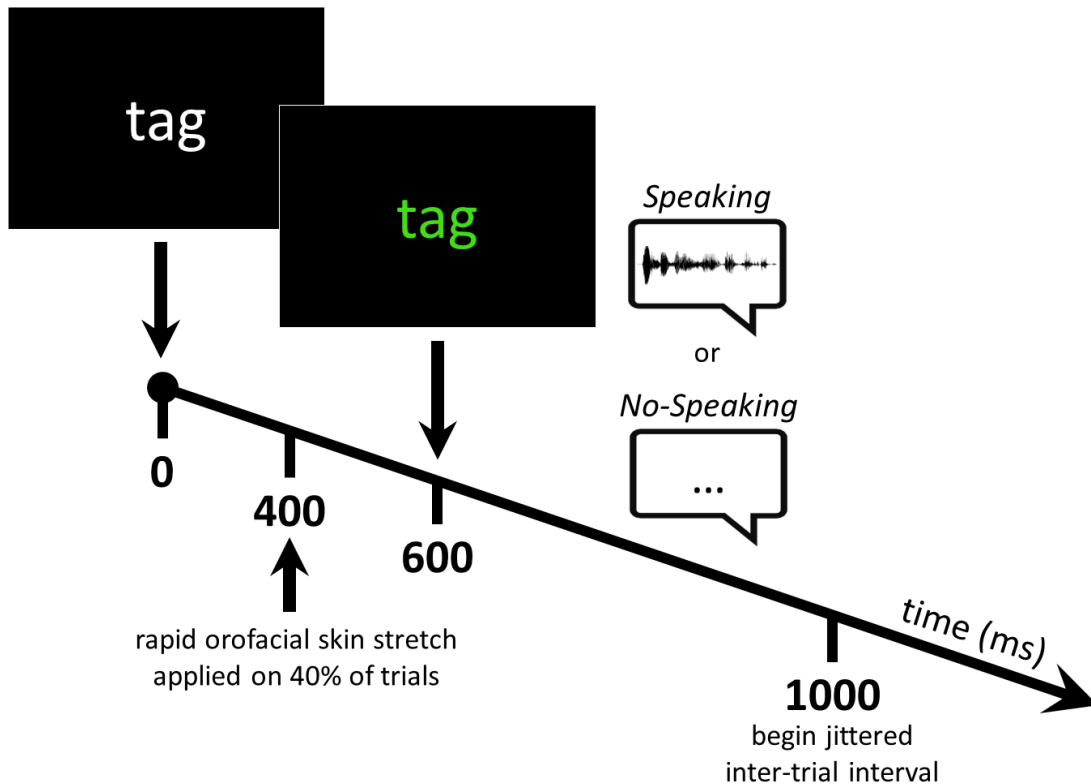 tag
tag
Speaking
or
No-Speaking
...
0
400
600
rapid orofacial skin stretch
applied on 40% of trials
time (ms)
1000
begin jittered
inter-trial interval